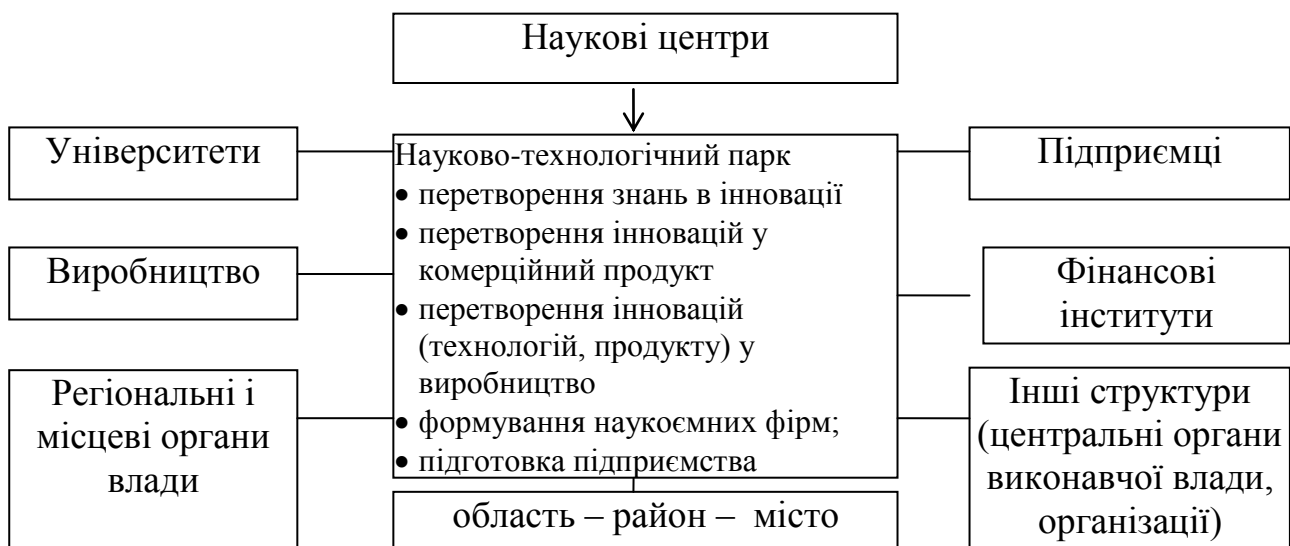 Наукові центри
Університети
Виробництво
Регіональні і
місцеві органи
влади
Науково-технологічний парк
• перетворення знань в інновації
• перетворення інновацій у
комерційний продукт
• перетворення інновацій
(технологій, продукту) у
виробництво
• формування наукоємних фірм;
• підготовка підприємства
область – район – місто
Підприємці
Фінансові
інститути
Інші структури
(центральні органи
виконавчої влади,
організації)